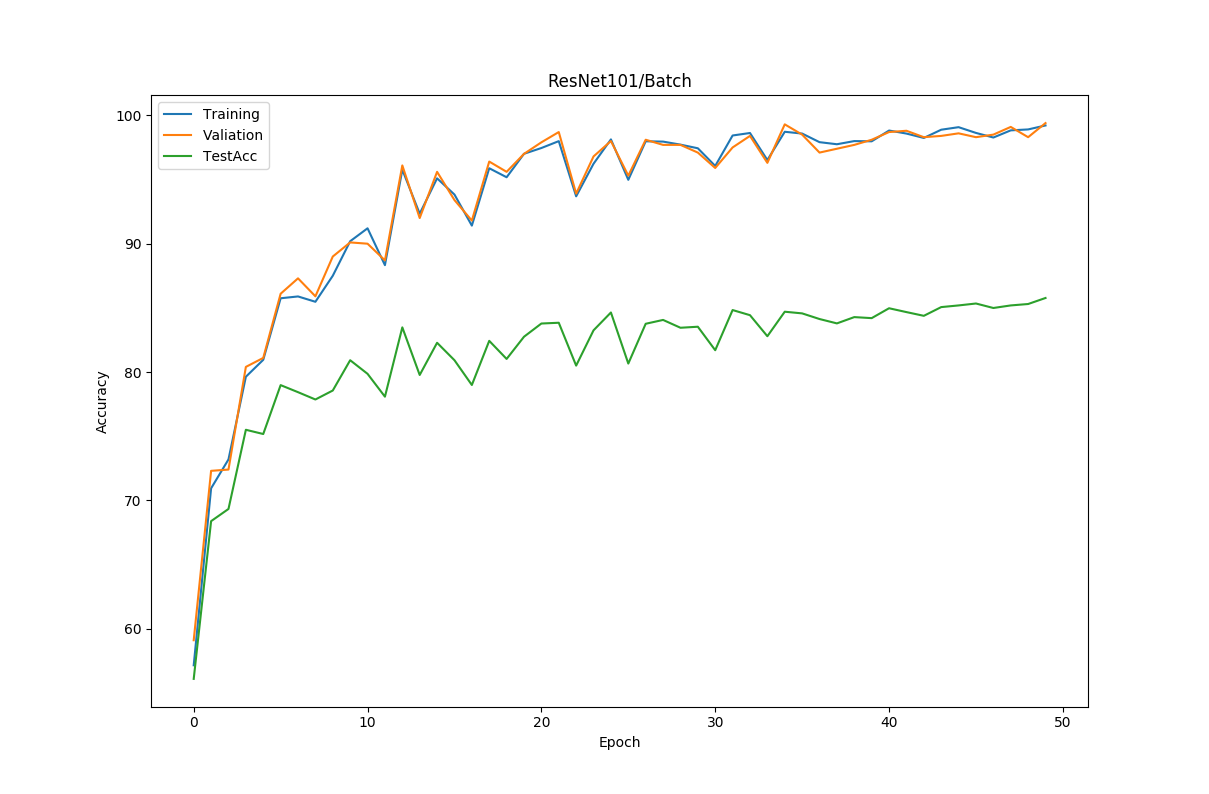 ResNet101/Batch
Training
Valiation
TestAcc
100
90
80
70
60
Accuracy
0 10 20 30 40 50
Epoch